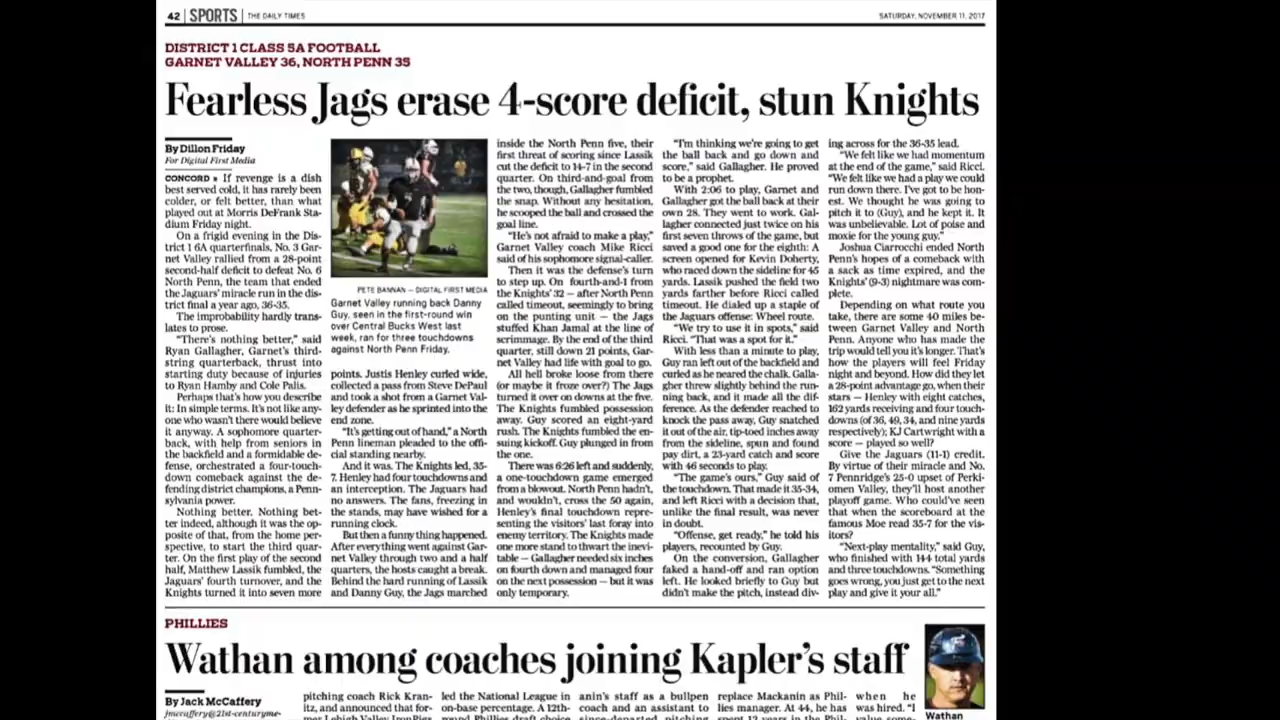 42 | SPORTS | THE DAILY TIMES
SATURDAY, NOVEMBER 11, 2017
DISTRICT 1 CLASS 5A FOOTBALL
GARNET VALLEY 36, NORTH PENN 35
Fearless Jags erase 4-score deficit, stun Knights
By Dillon Friday
For Digital First Media
CONCORD » If revenge is a dish
best served cold, it has rarely been
colder, or felt better, than what
played out at Morris DeFrank Sta-
dium Friday night.
On a frigid evening in the Dis-
trict 1 6A quarterfinals, No. 3 Gar-
net Valley rallied from a 28-point
second-half deficit to defeat No. 6
North Penn, the team that ended
the Jaguars' miracle run in the dis-
trict final a year ago, 36-35.
The improbability hardly trans-
lates to prose.
"There's nothing better," said
Ryan Gallagher, Garnet's third-
string quarterback, thrust into
starting duty because of injuries
to Ryan Hamby and Cole Palis.
Perhaps that's how you describe
it: In simple terms. It's not like any-
one who wasn't there would believe
it anyway. A sophomore quarter-
back, with help from seniors in
the backfield and a formidable de-
fense, orchestrated a four-touch-
down comeback against the de-
fending district champions, a Penn-
sylvania power.
Nothing better. Nothing bet-
ter indeed, although it was the op-
posite of that, from the home per-
spective, to start the third quar-
ter. On the first play of the second
half, Matthew Lassik fumbled, the
Jaguars' fourth turnover, and the
Knights turned it into seven more
PETE BANNAN — DIGITAL FIRST MEDIA
Garnet Valley running back Danny
Guy, seen in the first-round win
over Central Bucks West last
week, ran for three touchdowns
against North Penn Friday.
points. Justis Henley curled wide,
collected a pass from Steve DePaul
and took a shot from a Garnet Val-
ley defender as he sprinted into the
end zone.
"It's getting out of hand," a North
Penn lineman pleaded to the offi-
cial standing nearby.
And it was. The Knights led, 35-
7. Henley had four touchdowns and
an interception. The Jaguars had
no answers. The fans, freezing in
the stands, may have wished for a
running clock.
But then a funny thing happened.
After everything went against Gar-
net Valley through two and a half
quarters, the hosts caught a break.
Behind the hard running of Lassik
and Danny Guy, the Jags marched
inside the North Penn five, their
first threat of scoring since Lassik
cut the deficit to 14-7 in the second
quarter. On third-and-goal from
the two, though, Gallagher fumbled
the snap. Without any hesitation,
he scooped the ball and crossed the
goal line.
"He's not afraid to make a play,"
Garnet Valley coach Mike Ricci
said of his sophomore signal-caller.
Then it was the defense's turn
to step up. On fourth-and-1 from
the Knights' 32 — after North Penn
called timeout, seemingly to bring
on the punting unit — the Jags
stuffed Khan Jamal at the line of
scrimmage. By the end of the third
quarter, still down 21 points, Gar-
net Valley had life with goal to go.
All hell broke loose from there
(or maybe it froze over?) The Jags
turned it over on downs at the five.
The Knights fumbled possession
away. Guy scored an eight-yard
rush. The Knights fumbled the en-
suing kickoff. Guy plunged in from
the one.
There was 6:26 left and suddenly,
a one-touchdown game emerged
from a blowout. North Penn hadn't,
and wouldn't, cross the 50 again,
Henley's final touchdown repre-
senting the visitors' last foray into
enemy territory. The Knights made
one more stand to thwart the inevi-
table — Gallagher needed six inches
on fourth down and managed four
on the next possession — but it was
only temporary.
"I'm thinking we're going to get
the ball back and go down and
score," said Gallagher. He proved
to be a prophet.
With 2:06 to play, Garnet and
Gallagher got the ball back at their
own 28. They went to work. Gal-
lagher connected just twice on his
first seven throws of the game, but
saved a good one for the eighth: A
screen opened for Kevin Doherty,
who raced down the sideline for 45
yards. Lassik pushed the field two
yards farther before Ricci called
timeout. He dialed up a staple of
the Jaguars offense: Wheel route.
"We try to use it in spots," said
Ricci. "That was a spot for it."
With less than a minute to play,
Guy ran left out of the backfield and
curled as he neared the chalk. Galla-
gher threw slightly behind the run-
ning back, and it made all the dif-
ference. As the defender reached to
knock the pass away, Guy snatched
it out of the air, tip-toed inches away
from the sideline, spun and found
pay dirt, a 23-yard catch and score
with 46 seconds to play.
"The game's ours," Guy said of
the touchdown. That made it 35-34,
and left Ricci with a decision that,
unlike the final result, was never
in doubt.
"Offense, get ready," he told his
players, recounted by Guy.
On the conversion, Gallagher
faked a hand-off and ran option
left. He looked briefly to Guy but
didn't make the pitch, instead div-
ing across for the 36-35 lead.
"We felt like we had momentum
at the end of the game," said Ricci.
"We felt like we had a play we could
run down there. I've got to be hon-
est. We thought he was going to
pitch it to (Guy), and he kept it. It
was unbelievable. Lot of poise and
moxie for the young guy."
Joshua Ciarrocchi ended North
Penn's hopes of a comeback with
a sack as time expired, and the
Knights' (9-3) nightmare was com-
plete.
Depending on what route you
take, there are some 40 miles be-
tween Garnet Valley and North
Penn. Anyone who has made the
trip would tell you it's longer. That's
how the players will feel Friday
night and beyond. How did they let
a 28-point advantage go, when their
stars — Henley with eight catches,
162 yards receiving and four touch-
downs (of 36, 49, 34, and nine yards
respectively); KJ Cartwright with a
score — played so well?
Give the Jaguars (11-1) credit.
By virtue of their miracle and No.
7 Pennridge's 25-0 upset of Perki-
omen Valley, they'll host another
playoff game. Who could've seen
that when the scoreboard at the
famous Moe read 35-7 for the vis-
itors?
"Next-play mentality," said Guy,
who finished with 144 total yards
and three touchdowns. "Something
goes wrong, you just get to the next
play and give it your all."
PHILLIES
Wathan among coaches joining Kapler's staff
By Jack McCaffery
jmccaffery@21st-centuryme-
pitching coach Rick Kran-
itz, and announced that for-
mer Lehigh Valley IronPigs
led the National League in
on-base percentage. A 12th-
round Phillies draft choice
anin's staff as a bullpen
coach and an assistant to
since-departed pitching
replace Mackanin as Phil-
lies manager. At 44, he has
spent 12 years in the Phil-
when he
was hired. "I
value some-
Wathan